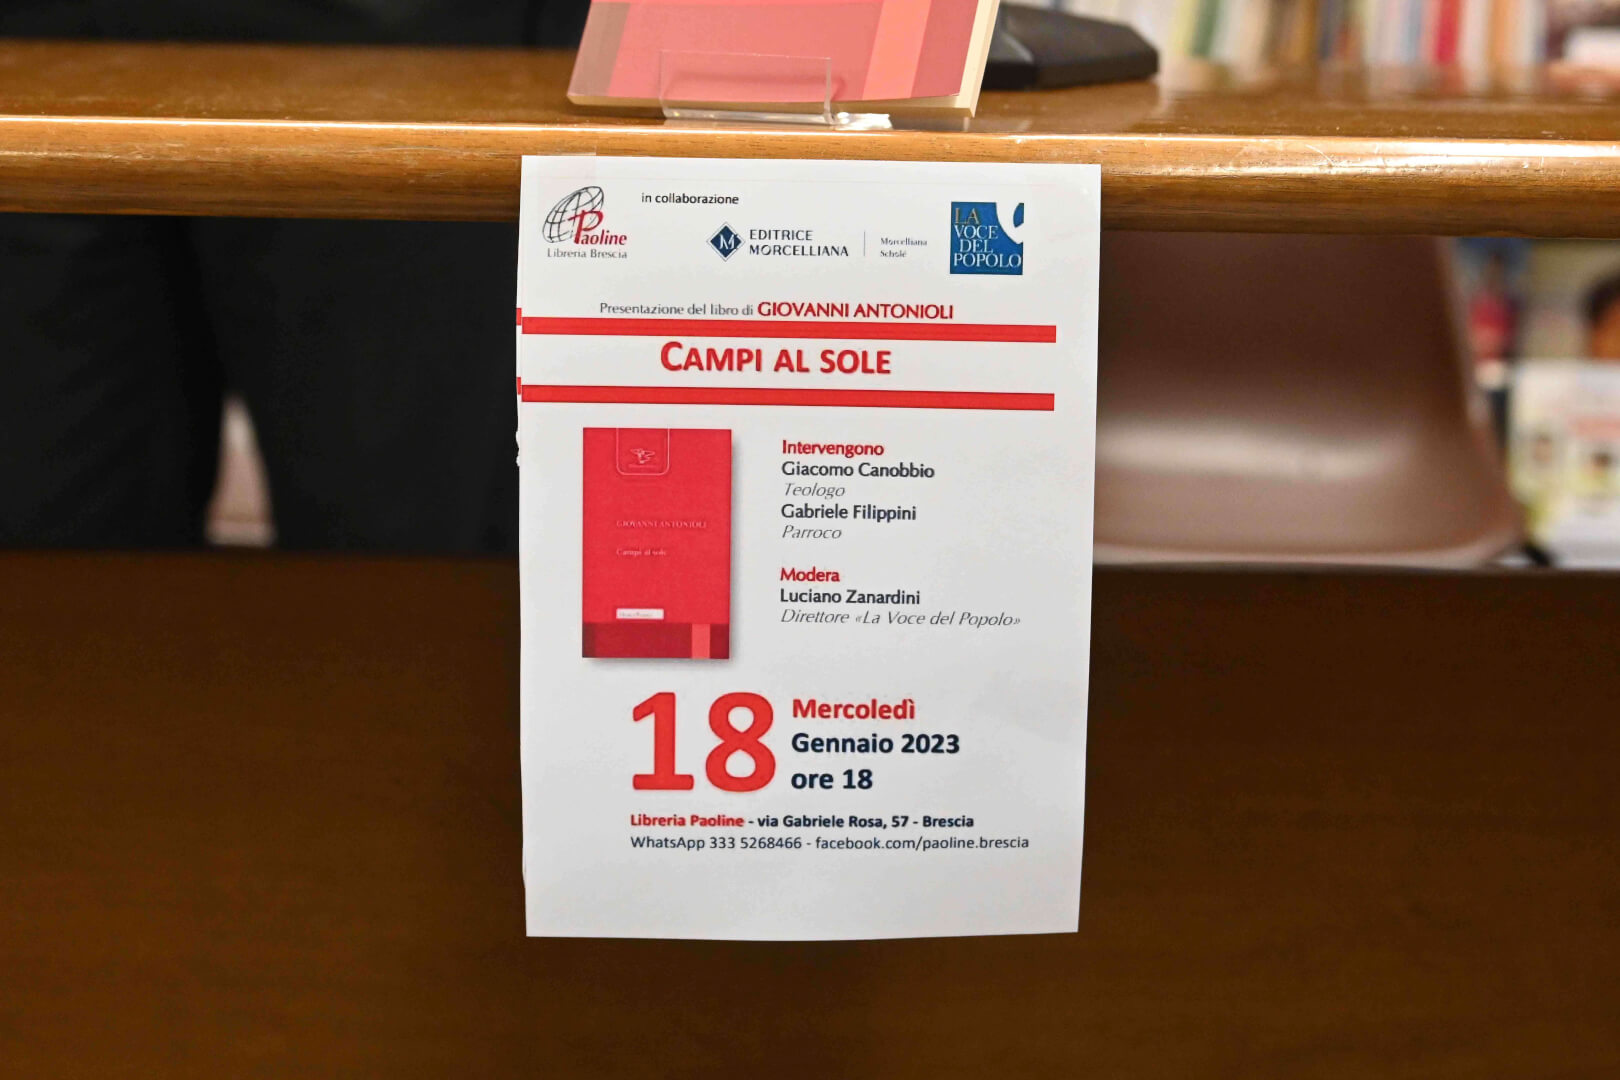 in collaborazione
Paoline
Libreria Brescia
EDITRICE
MORCELLIANA
Morcelliana
Scholé
LA
VOCE
DEL
POPOLO
Presentazione del libro di GIOVANNI ANTONIOLI
CAMPI AL SOLE
GIOVANNI ANTONIOLI
Campi al sole
Intervengono
Giacomo Canobbio
Teologo
Gabriele Filippini
Parroco
Modera
Luciano Zanardini
Direttore «La Voce del Popolo»
18 Mercoledì
Gennaio 2023
ore 18
Libreria Paoline - via Gabriele Rosa, 57 - Brescia
WhatsApp 333 5268466 - facebook.com/paoline.brescia